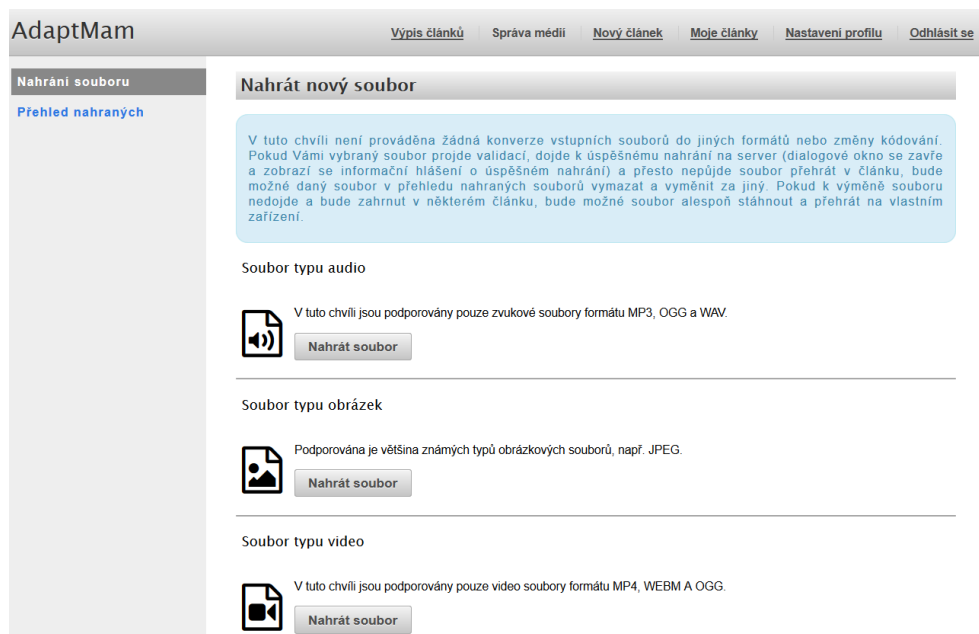 AdaptMam
Výpis článků Správa médií Nový článek Moje články Nastavení profilu Odhlásit se
Nahrání souboru
Přehled nahraných
Nahrát nový soubor
V tuto chvíli není prováděna žádná konverze vstupních souborů do jiných formátů nebo změny kódování.
Pokud Vámi vybraný soubor projde validací, dojde k úspěšnému nahrání na server (dialogové okno se zavře
a zobrazí se informační hlášení o úspěšném nahrání) a přesto nepůjde soubor přehrát v článku, bude
možné daný soubor v přehledu nahraných souborů vymazat a vyměnit za jiný. Pokud k výměně souboru
nedojde a bude zahrnut v některém článku, bude možné soubor alespoň stáhnout a přehrát na vlastním
zařízení.
Soubor typu audio
V tuto chvíli jsou podporovány pouze zvukové soubory formátu MP3, OGG a WAV.
Nahrát soubor
Soubor typu obrázek
Podporována je většina známých typů obrázkových souborů, např. JPEG.
Nahrát soubor
Soubor typu video
V tuto chvíli jsou podporovány pouze video soubory formátu MP4, WEBM A OGG.
Nahrát soubor